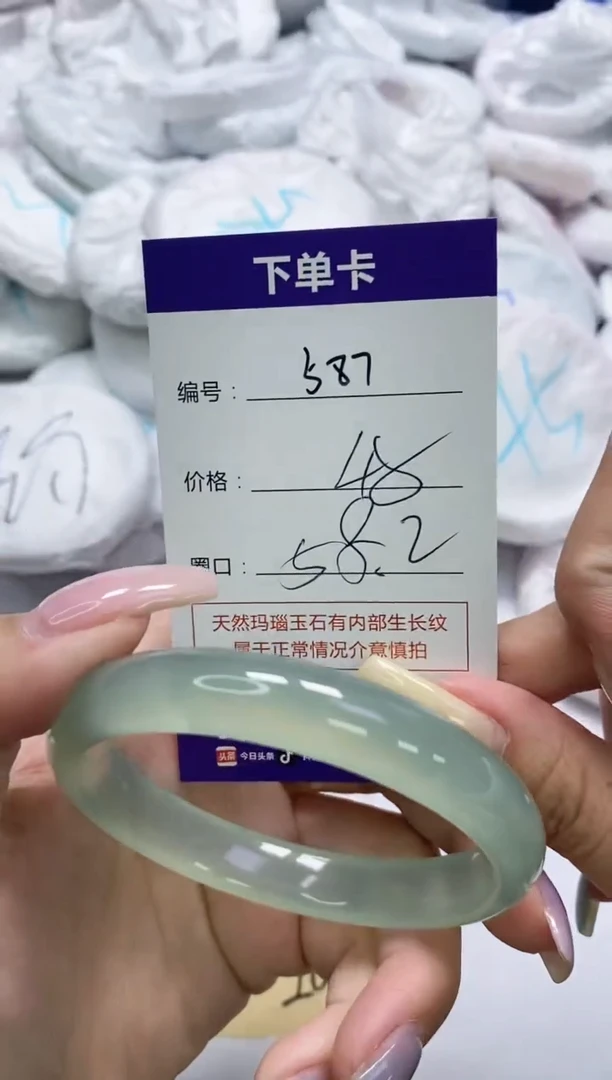 下单卡
编号：587
价格：48
圈口：58.2
天然玛瑙玉石有内部生长纹
属于正常情况介意慎拍
头条 今日头条